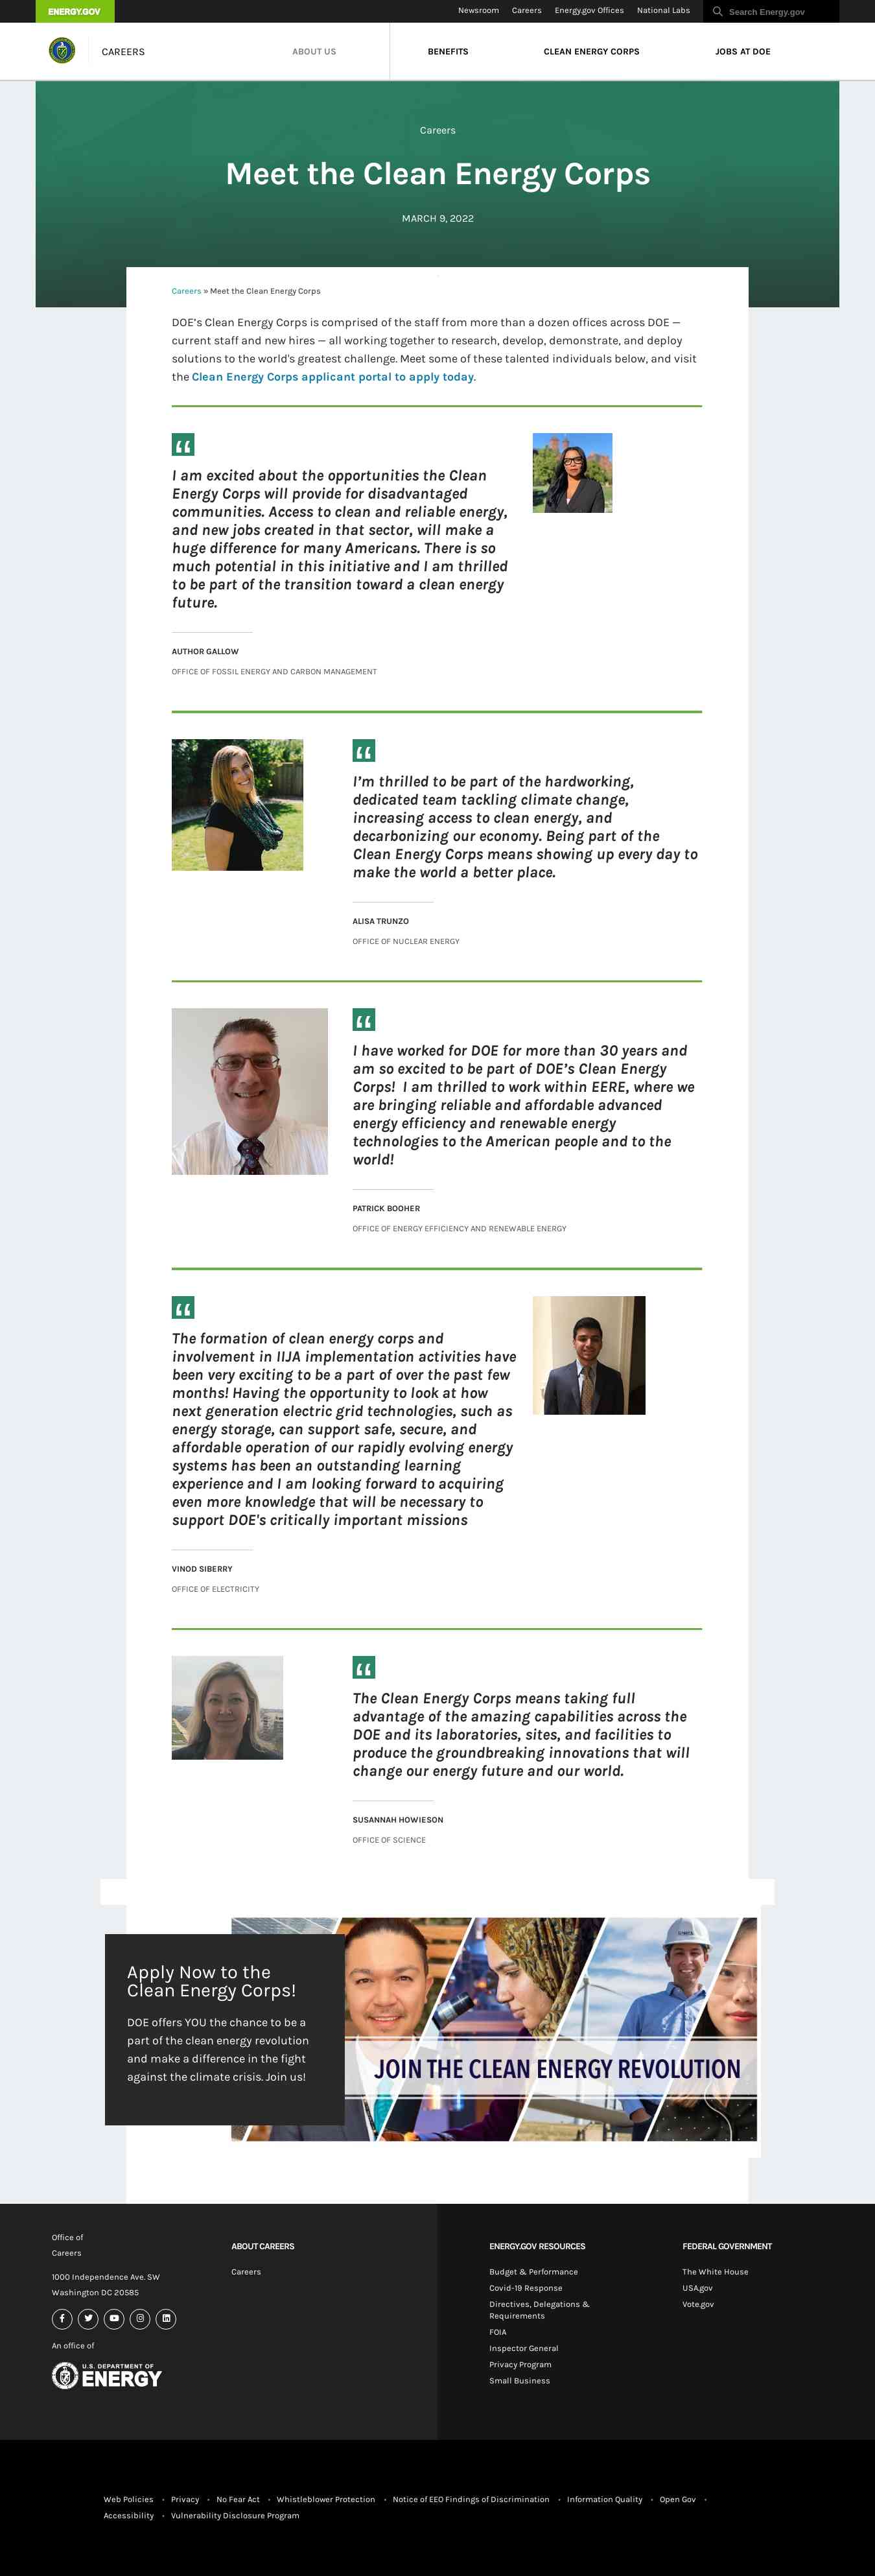 ENERGY.GOV
Newsroom Careers Energy.gov Offices National Labs Search Energy.gov
CAREERS ABOUT US BENEFITS CLEAN ENERGY CORPS JOBS AT DOE
Careers
Meet the Clean Energy Corps
MARCH 9, 2022
Careers » Meet the Clean Energy Corps
DOE’s Clean Energy Corps is comprised of the staff from more than a dozen offices across DOE —
current staff and new hires — all working together to research, develop, demonstrate, and deploy
solutions to the world's greatest challenge. Meet some of these talented individuals below, and visit
the Clean Energy Corps applicant portal to apply today.
“
I am excited about the opportunities the Clean
Energy Corps will provide for disadvantaged
communities. Access to clean and reliable energy,
and new jobs created in that sector, will make a
huge difference for many Americans. There is so
much potential in this initiative and I am thrilled
to be part of the transition toward a clean energy
future.
AUTHOR GALLOW
OFFICE OF FOSSIL ENERGY AND CARBON MANAGEMENT
“
I’m thrilled to be part of the hardworking,
dedicated team tackling climate change,
increasing access to clean energy, and
decarbonizing our economy. Being part of the
Clean Energy Corps means showing up every day to
make the world a better place.
ALISA TRUNZO
OFFICE OF NUCLEAR ENERGY
“
I have worked for DOE for more than 30 years and
am so excited to be part of DOE’s Clean Energy
Corps!  I am thrilled to work within EERE, where we
are bringing reliable and affordable advanced
energy efficiency and renewable energy
technologies to the American people and to the
world!
PATRICK BOOHER
OFFICE OF ENERGY EFFICIENCY AND RENEWABLE ENERGY
“
The formation of clean energy corps and
involvement in IIJA implementation activities have
been very exciting to be a part of over the past few
months! Having the opportunity to look at how
next generation electric grid technologies, such as
energy storage, can support safe, secure, and
affordable operation of our rapidly evolving energy
systems has been an outstanding learning
experience and I am looking forward to acquiring
even more knowledge that will be necessary to
support DOE's critically important missions
VINOD SIBERRY
OFFICE OF ELECTRICITY
“
The Clean Energy Corps means taking full
advantage of the amazing capabilities across the
DOE and its laboratories, sites, and facilities to
produce the groundbreaking innovations that will
change our energy future and our world.
SUSANNAH HOWIESON
OFFICE OF SCIENCE
Apply Now to the
Clean Energy Corps!
DOE offers YOU the chance to be a
part of the clean energy revolution
and make a difference in the fight
against the climate crisis. Join us!
JOIN THE CLEAN ENERGY REVOLUTION
Office of
Careers
1000 Independence Ave. SW
Washington DC 20585
An office of
U.S. DEPARTMENT OF
ENERGY
ABOUT CAREERS
Careers
ENERGY.GOV RESOURCES
Budget & Performance
Covid-19 Response
Directives, Delegations &
Requirements
FOIA
Inspector General
Privacy Program
Small Business
FEDERAL GOVERNMENT
The White House
USA.gov
Vote.gov
Web Policies • Privacy • No Fear Act • Whistleblower Protection • Notice of EEO Findings of Discrimination • Information Quality • Open Gov •
Accessibility • Vulnerability Disclosure Program